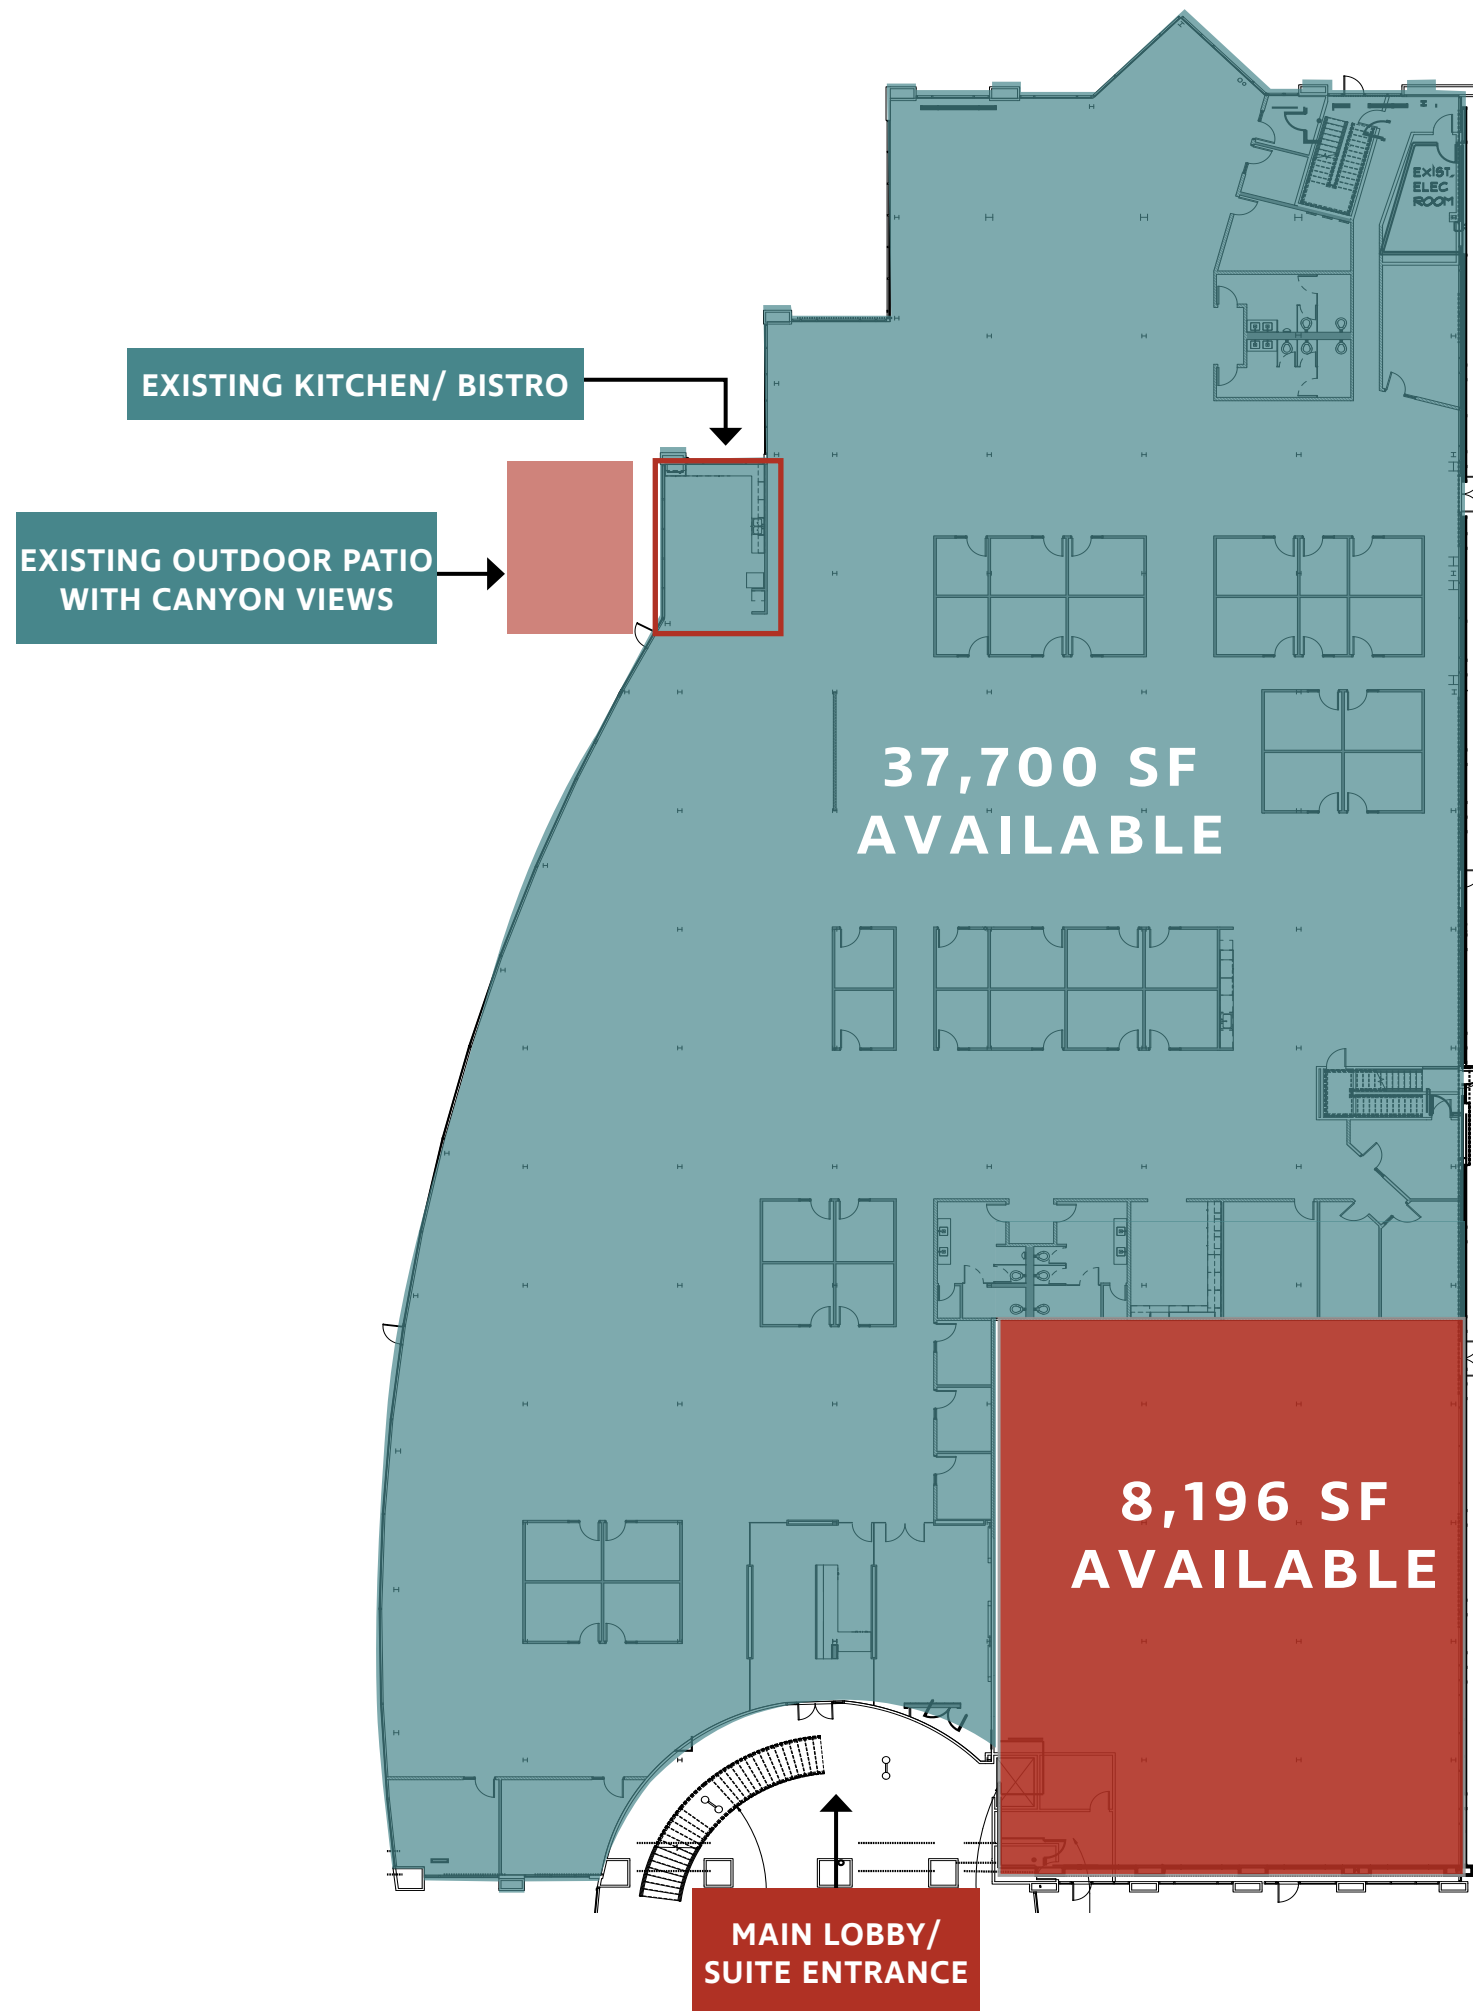 EXIST.
ELEC
ROOM
EXISTING KITCHEN/ BISTRO
EXISTING OUTDOOR PATIO
WITH CANYON VIEWS
37,700 SF
AVAILABLE
8,196 SF
AVAILABLE
MAIN LOBBY/
SUITE ENTRANCE